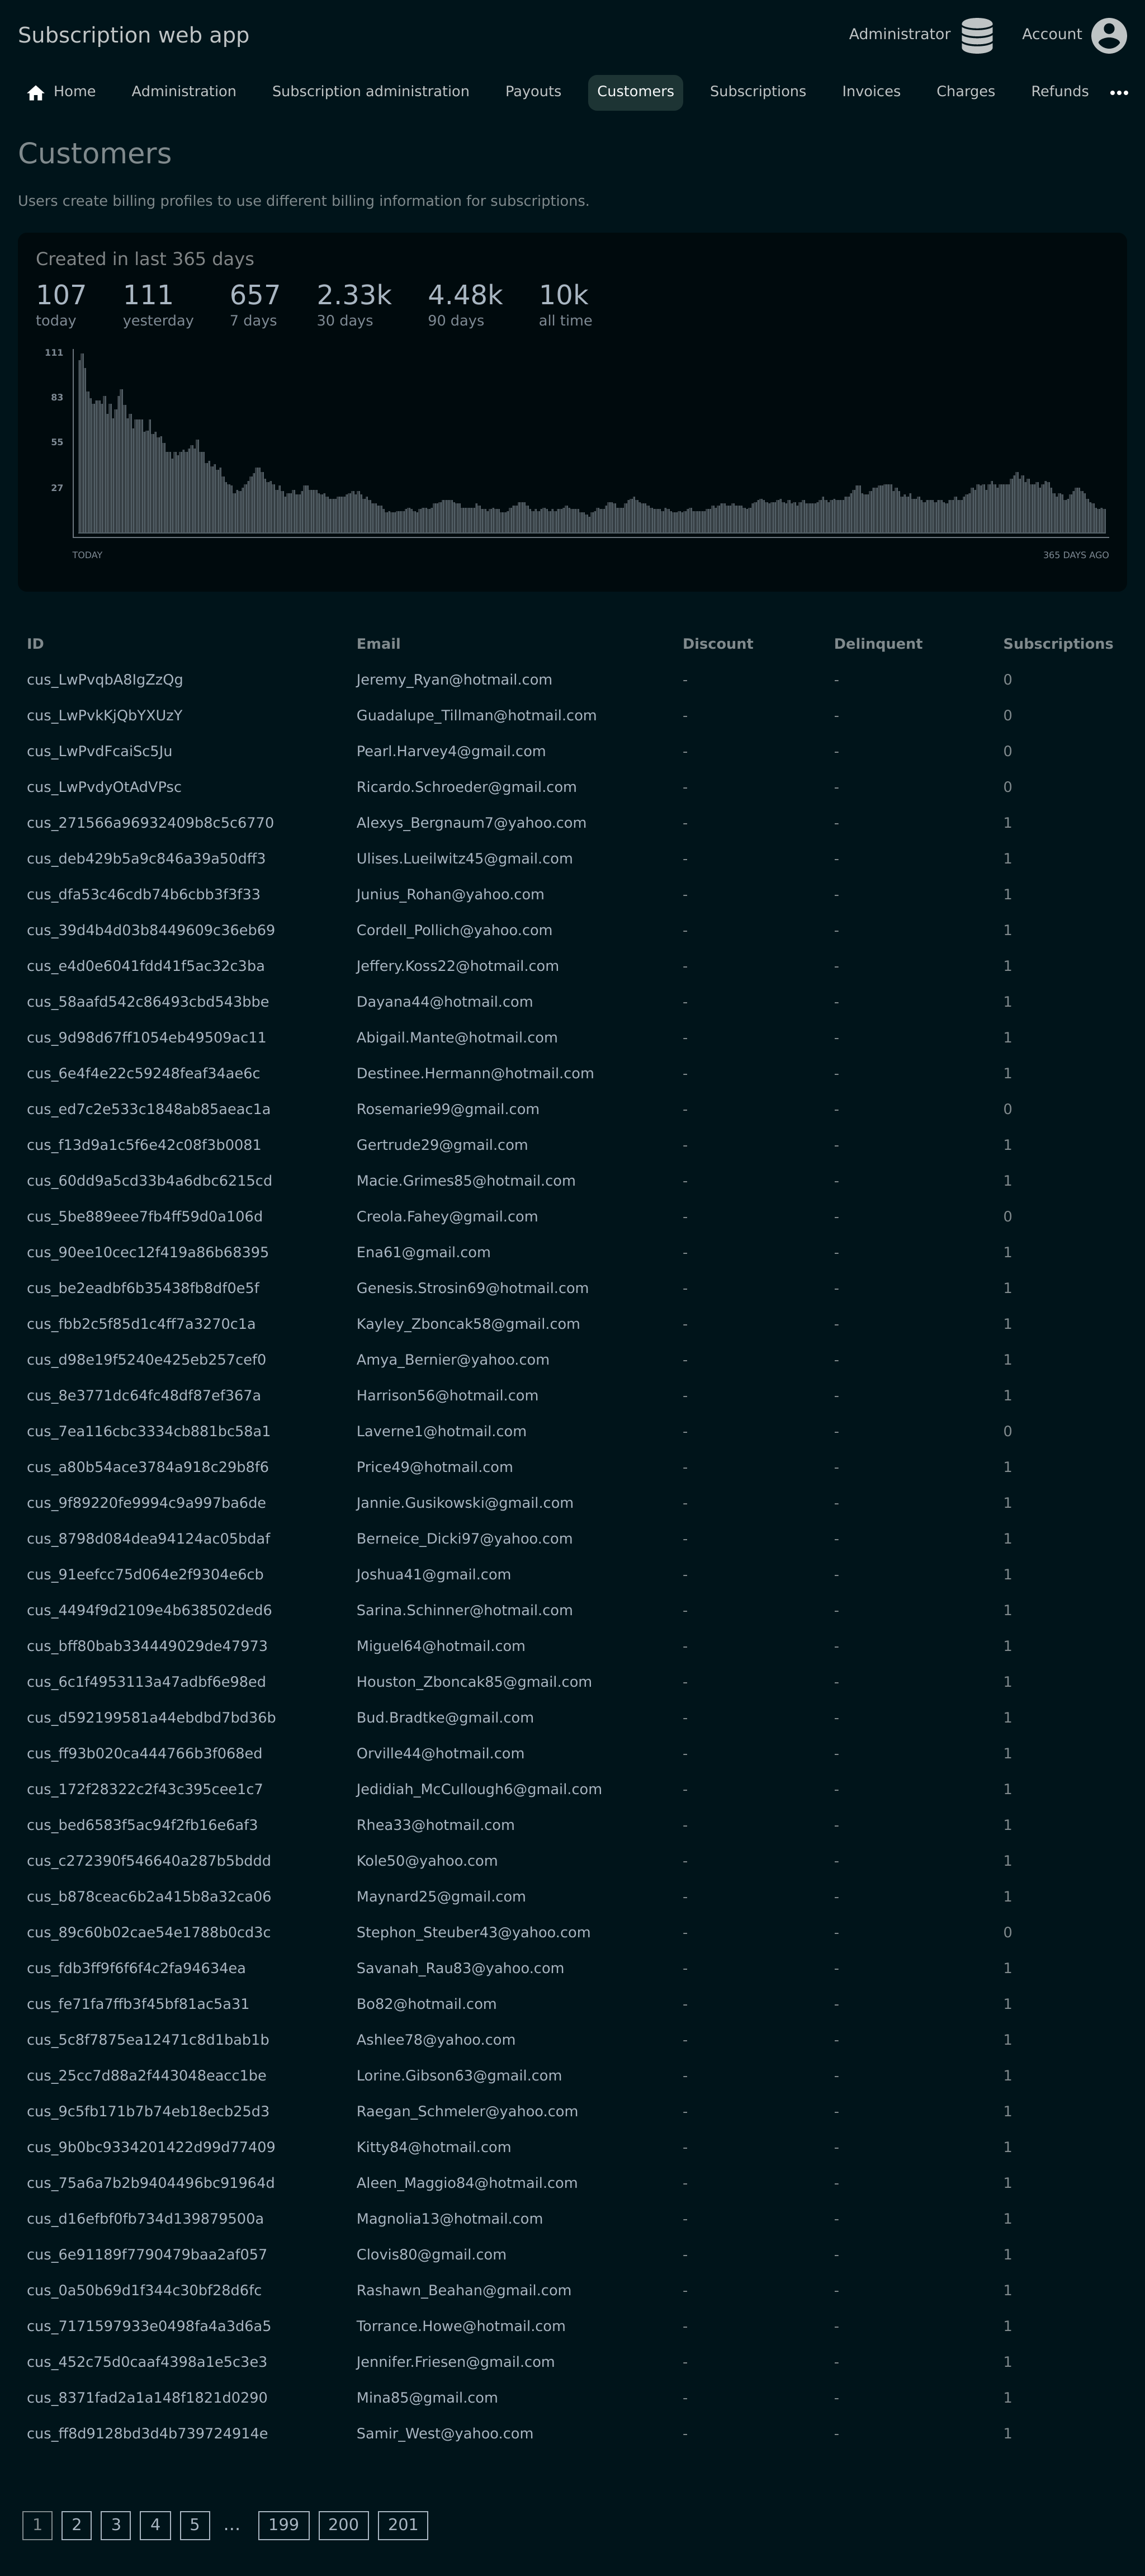 Subscription web app Administrator Account
Home Administration Subscription administration Payouts Customers Subscriptions Invoices Charges Refunds •••
Customers
Users create billing profiles to use different billing information for subscriptions.
Created in last 365 days
107 111 657 2.33k 4.48k 10k
today yesterday 7 days 30 days 90 days all time
111
83
55
27
TODAY 365 DAYS AGO
ID Email Discount Delinquent Subscriptions
cus_LwPvqbA8IgZzQg Jeremy_Ryan@hotmail.com - - 0
cus_LwPvkKjQbYXUzY Guadalupe_Tillman@hotmail.com - - 0
cus_LwPvdFcaiSc5Ju Pearl.Harvey4@gmail.com - - 0
cus_LwPvdyOtAdVPsc Ricardo.Schroeder@gmail.com - - 0
cus_271566a96932409b8c5c6770 Alexys_Bergnaum7@yahoo.com - - 1
cus_deb429b5a9c846a39a50dff3 Ulises.Lueilwitz45@gmail.com - - 1
cus_dfa53c46cdb74b6cbb3f3f33 Junius_Rohan@yahoo.com - - 1
cus_39d4b4d03b8449609c36eb69 Cordell_Pollich@yahoo.com - - 1
cus_e4d0e6041fdd41f5ac32c3ba Jeffery.Koss22@hotmail.com - - 1
cus_58aafd542c86493cbd543bbe Dayana44@hotmail.com - - 1
cus_9d98d67ff1054eb49509ac11 Abigail.Mante@hotmail.com - - 1
cus_6e4f4e22c59248feaf34ae6c Destinee.Hermann@hotmail.com - - 1
cus_ed7c2e533c1848ab85aeac1a Rosemarie99@gmail.com - - 0
cus_f13d9a1c5f6e42c08f3b0081 Gertrude29@gmail.com - - 1
cus_60dd9a5cd33b4a6dbc6215cd Macie.Grimes85@hotmail.com - - 1
cus_5be889eee7fb4ff59d0a106d Creola.Fahey@gmail.com - - 0
cus_90ee10cec12f419a86b68395 Ena61@gmail.com - - 1
cus_be2eadbf6b35438fb8df0e5f Genesis.Strosin69@hotmail.com - - 1
cus_fbb2c5f85d1c4ff7a3270c1a Kayley_Zboncak58@gmail.com - - 1
cus_d98e19f5240e425eb257cef0 Amya_Bernier@yahoo.com - - 1
cus_8e3771dc64fc48df87ef367a Harrison56@hotmail.com - - 1
cus_7ea116cbc3334cb881bc58a1 Laverne1@hotmail.com - - 0
cus_a80b54ace3784a918c29b8f6 Price49@hotmail.com - - 1
cus_9f89220fe9994c9a997ba6de Jannie.Gusikowski@gmail.com - - 1
cus_8798d084dea94124ac05bdaf Berneice_Dicki97@yahoo.com - - 1
cus_91eefcc75d064e2f9304e6cb Joshua41@gmail.com - - 1
cus_4494f9d2109e4b638502ded6 Sarina.Schinner@hotmail.com - - 1
cus_bff80bab334449029de47973 Miguel64@hotmail.com - - 1
cus_6c1f4953113a47adbf6e98ed Houston_Zboncak85@gmail.com - - 1
cus_d592199581a44ebdbd7bd36b Bud.Bradtke@gmail.com - - 1
cus_ff93b020ca444766b3f068ed Orville44@hotmail.com - - 1
cus_172f28322c2f43c395cee1c7 Jedidiah_McCullough6@gmail.com - - 1
cus_bed6583f5ac94f2fb16e6af3 Rhea33@hotmail.com - - 1
cus_c272390f546640a287b5bddd Kole50@yahoo.com - - 1
cus_b878ceac6b2a415b8a32ca06 Maynard25@gmail.com - - 1
cus_89c60b02cae54e1788b0cd3c Stephon_Steuber43@yahoo.com - - 0
cus_fdb3ff9f6f6f4c2fa94634ea Savanah_Rau83@yahoo.com - - 1
cus_fe71fa7ffb3f45bf81ac5a31 Bo82@hotmail.com - - 1
cus_5c8f7875ea12471c8d1bab1b Ashlee78@yahoo.com - - 1
cus_25cc7d88a2f443048eacc1be Lorine.Gibson63@gmail.com - - 1
cus_9c5fb171b7b74eb18ecb25d3 Raegan_Schmeler@yahoo.com - - 1
cus_9b0bc9334201422d99d77409 Kitty84@hotmail.com - - 1
cus_75a6a7b2b9404496bc91964d Aleen_Maggio84@hotmail.com - - 1
cus_d16efbf0fb734d139879500a Magnolia13@hotmail.com - - 1
cus_6e91189f7790479baa2af057 Clovis80@gmail.com - - 1
cus_0a50b69d1f344c30bf28d6fc Rashawn_Beahan@gmail.com - - 1
cus_7171597933e0498fa4a3d6a5 Torrance.Howe@hotmail.com - - 1
cus_452c75d0caaf4398a1e5c3e3 Jennifer.Friesen@gmail.com - - 1
cus_8371fad2a1a148f1821d0290 Mina85@gmail.com - - 1
cus_ff8d9128bd3d4b739724914e Samir_West@yahoo.com - - 1
1 2 3 4 5 ... 199 200 201